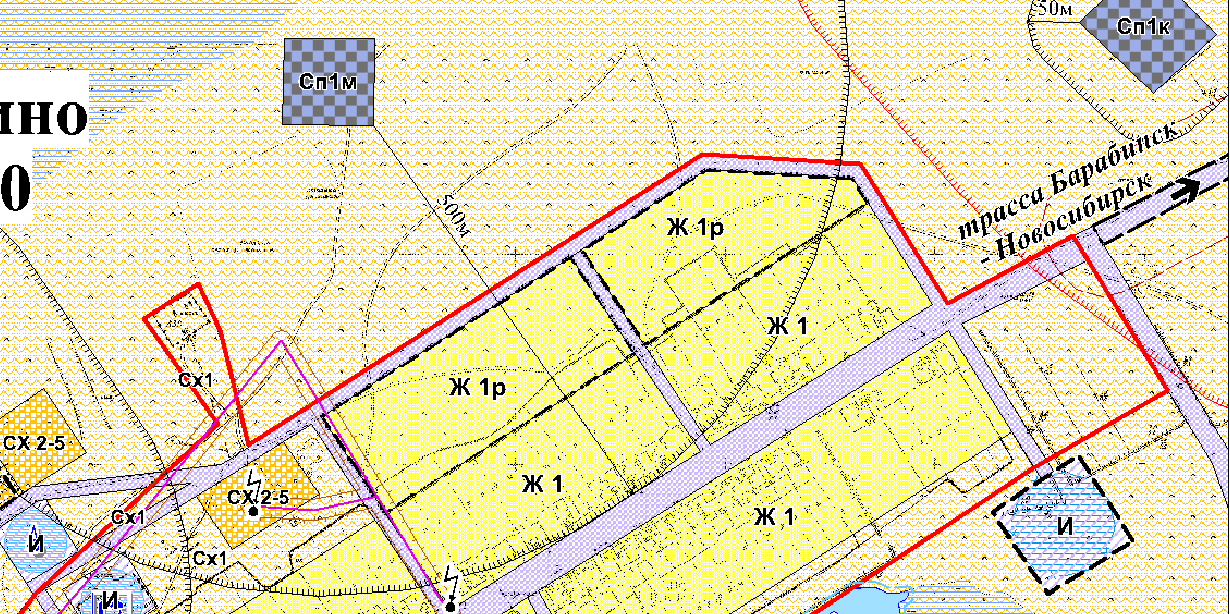 50м
Сп1к
Сп1м
ино
0
трасса Барабинск
- Новосибирск
500м
Ж 1р
Ж 1
Сх1
Ж 1р
СХ 2-5
Ж 1
СХ 2-5
Сх1
Ж 1
И
И
Сх1
И